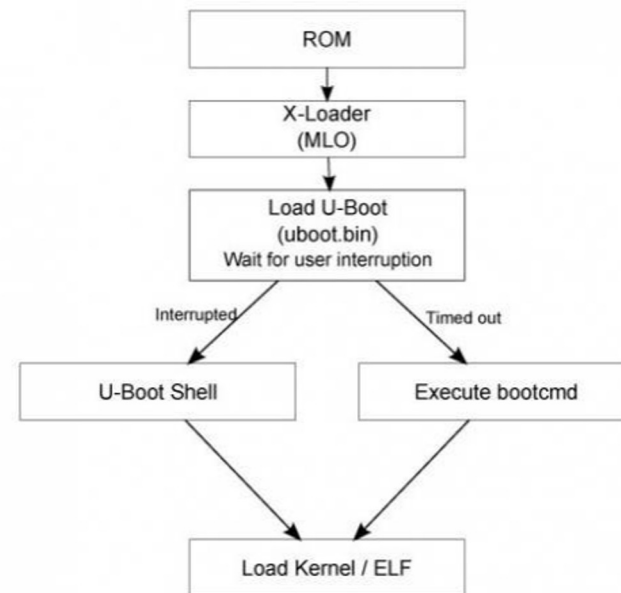 ROM
X-Loader
(MLO)
Load U-Boot
(uboot.bin)
Wait for user interruption
Interrupted
Timed out
U-Boot Shell
Execute bootcmd
Load Kernel / ELF